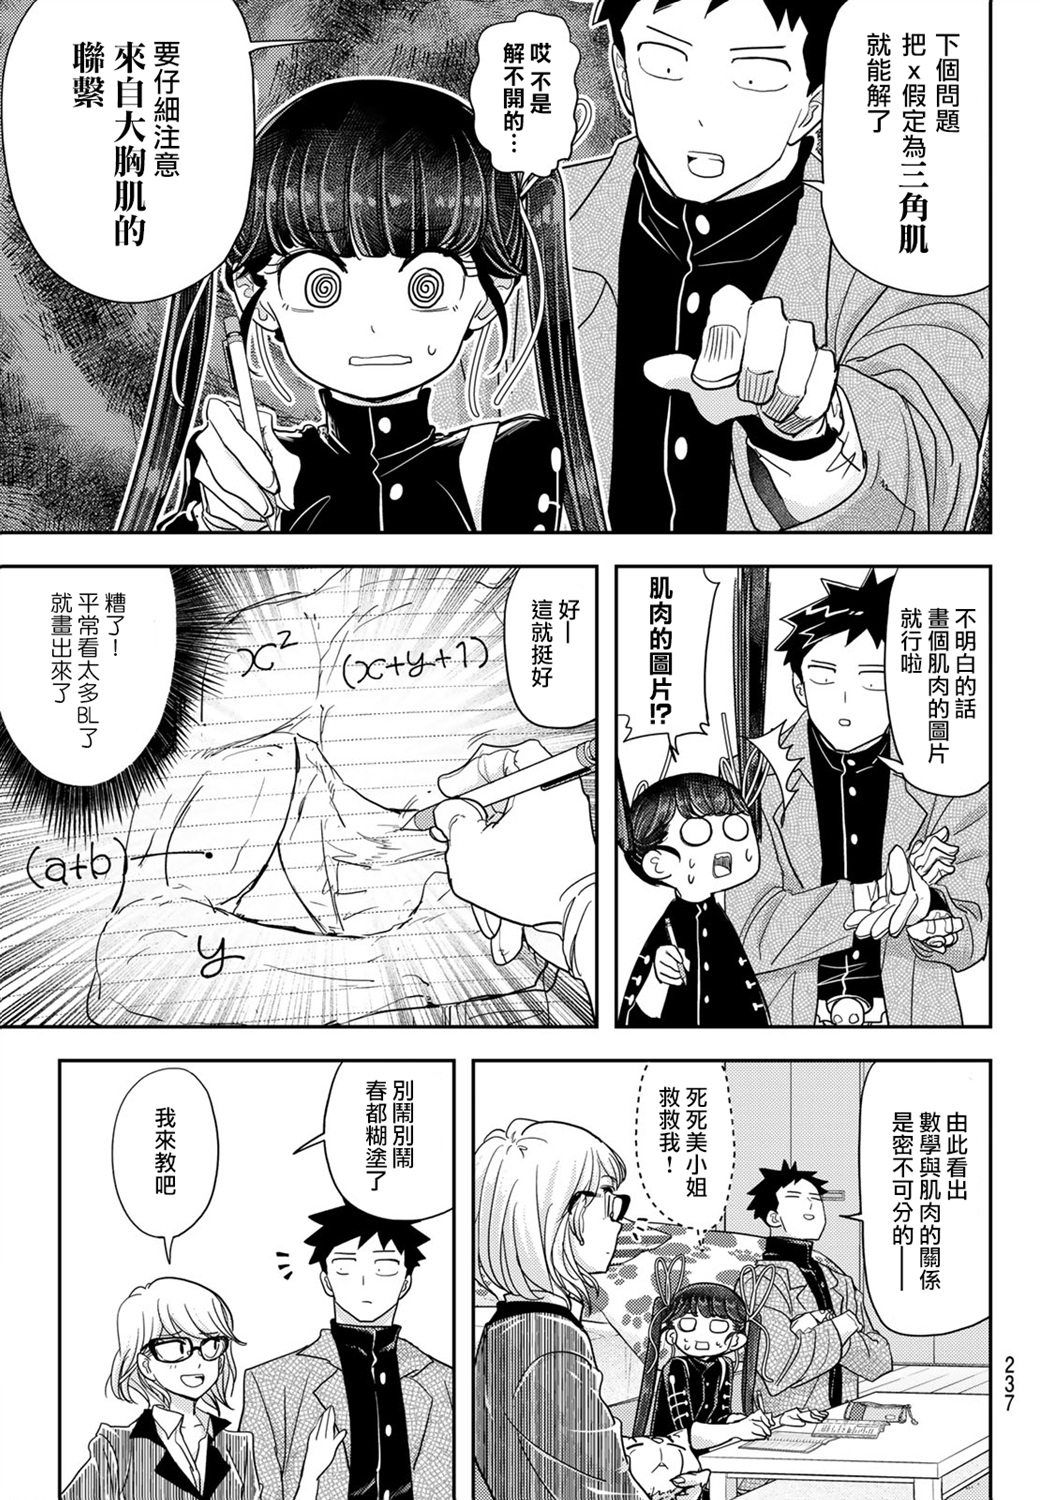 下個問題
把x假定為三角肌
就能解了
哎 不是
解不開的…
要仔細注意
來自大胸肌的
聯繫
不明白的話
畫個肌肉的圖片
就行啦
肌肉的圖片!?
好ー
這就挺好
x²
(x+y+1)
(a+b)
y
糟了！
平常看太多BL了
就畫出來了
由此看出
數學與肌肉的關係
是密不可分的——
死死美小姐
救救我！
別鬧別鬧
春都糊塗了
我來教吧
237